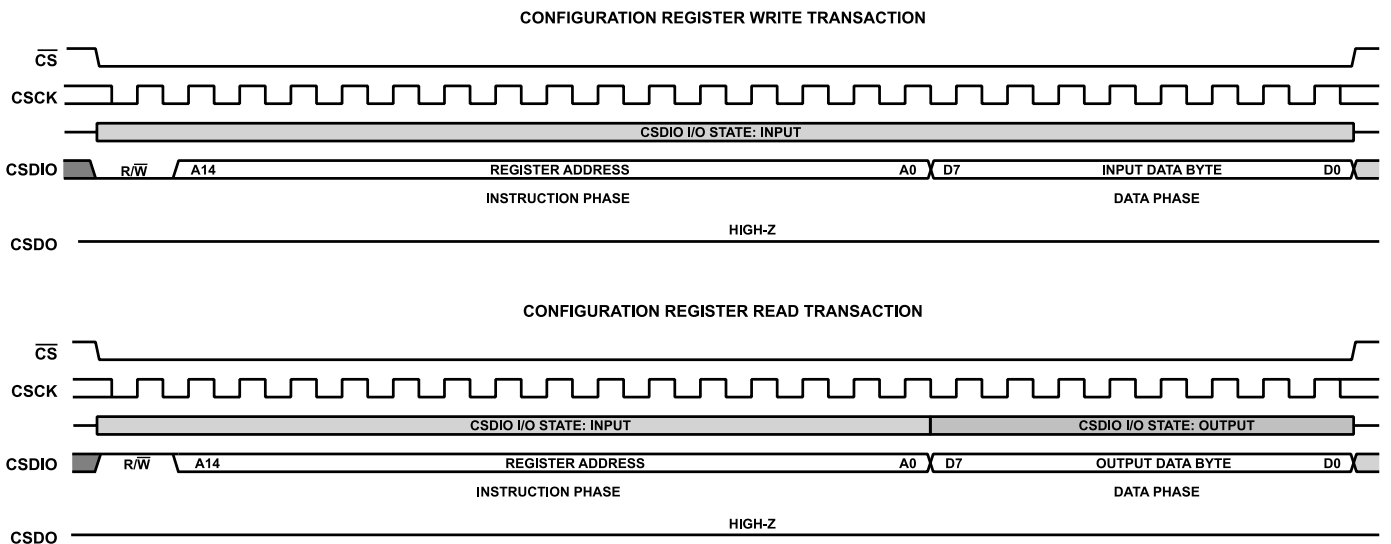 CONFIGURATION REGISTER WRITE TRANSACTION
CS
CSCK
CSDIO I/O STATE: INPUT
CSDIO R/W A14 REGISTER ADDRESS A0 D7 INPUT DATA BYTE D0
INSTRUCTION PHASE DATA PHASE
HIGH-Z
CSDO
CONFIGURATION REGISTER READ TRANSACTION
CS
CSCK
CSDIO I/O STATE: INPUT CSDIO I/O STATE: OUTPUT
CSDIO R/W A14 REGISTER ADDRESS A0 D7 OUTPUT DATA BYTE D0
INSTRUCTION PHASE DATA PHASE
HIGH-Z
CSDO